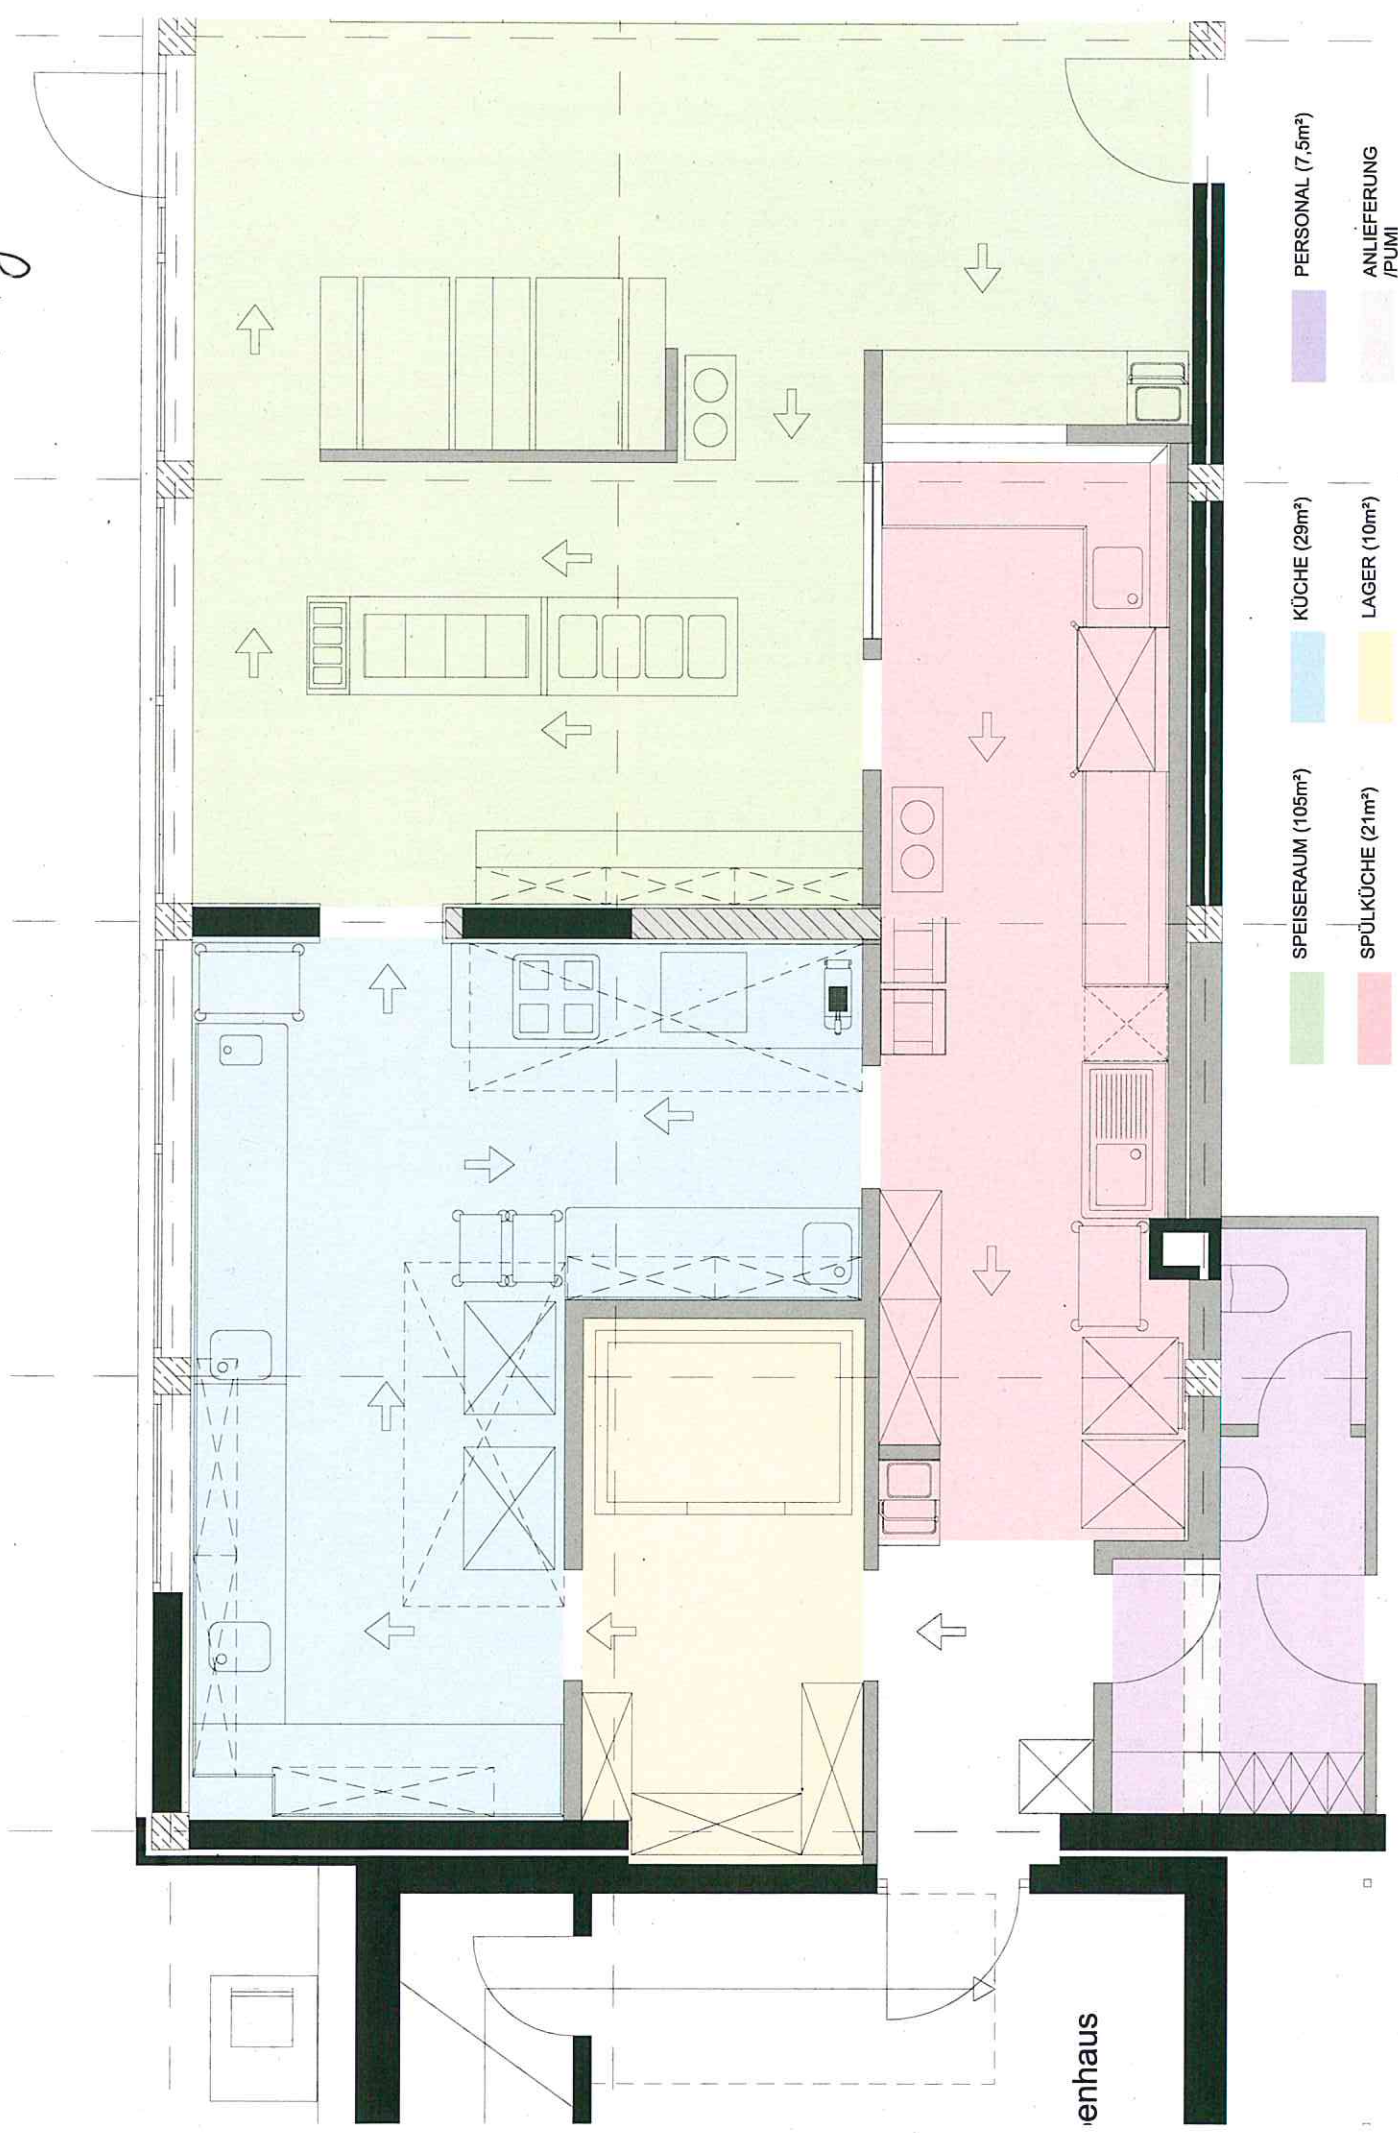 SPEISERAUM (105m²)
KÜCHE (29m²)
PERSONAL (7,5m²)
SPÜLKÜCHE (21m²)
LAGER (10m²)
ANLIEFERUNG
/PUMI
enhaus